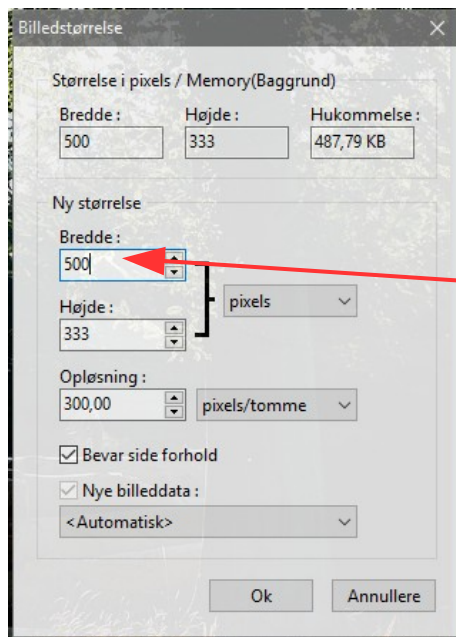 Billedstørrelse
Størrelse i pixels / Memory(Baggrund)
Bredde : Højde : Hukommelse :
500 333 487,79 KB
Ny størrelse
Bredde :
500
pixels
Højde :
333
Opløsning :
300,00 pixels/tomme
Bevar side forhold
Nye billeddata :
<Automatisk>
Ok Annullere